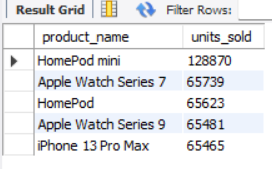 Result Grid Filter Rows:
product_name units_sold
HomePod mini 128870
Apple Watch Series 7 65739
HomePod 65623
Apple Watch Series 9 65481
iPhone 13 Pro Max 65465